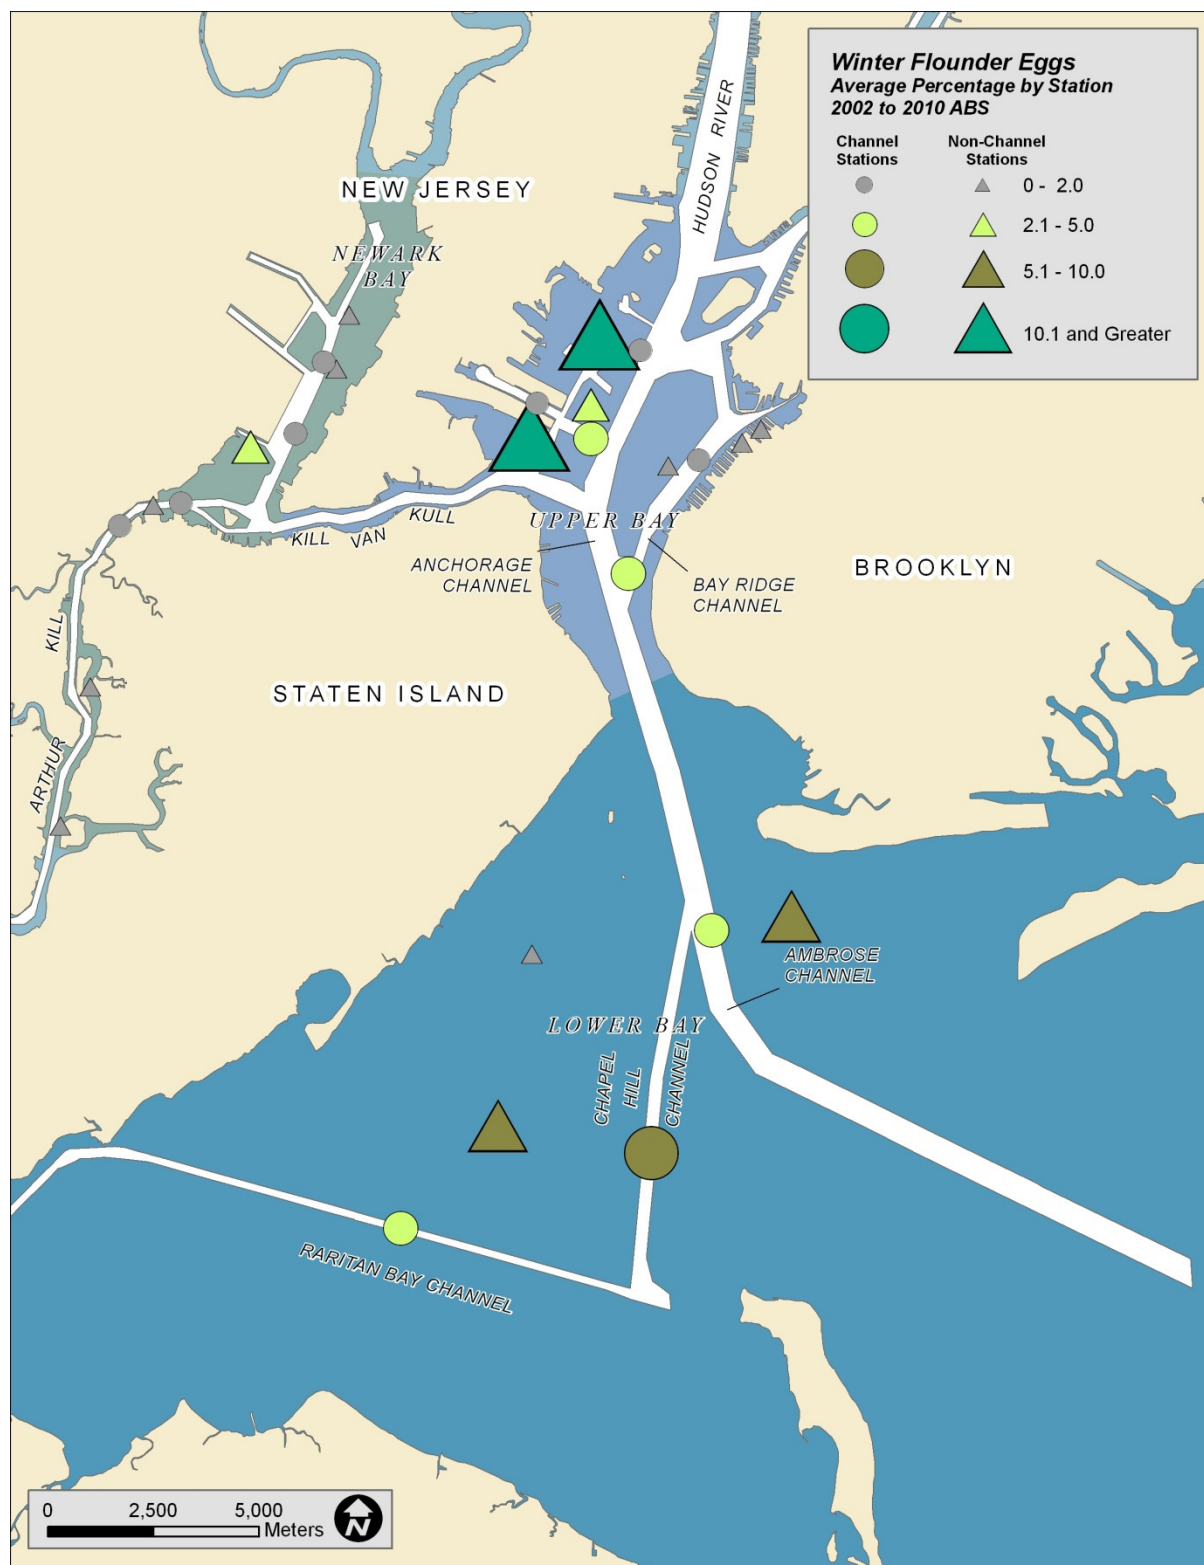 Winter Flounder Eggs
Average Percentage by Station
2002 to 2010 ABS
Channel
Stations
Non-Channel
Stations
0 - 2.0
2.1 - 5.0
5.1 - 10.0
10.1 and Greater
HUDSON RIVER
NEW JERSEY
NEWARK
BAY
KILL VAN KULL
UPPER BAY
ANCHORAGE
CHANNEL
BAY RIDGE
CHANNEL
BROOKLYN
STATEN ISLAND
ARTHUR KILL
AMBROSE
CHANNEL
LOWER BAY
CHAPEL
HILL
CHANNEL
RARITAN BAY CHANNEL
0 2,500 5,000
Meters
N